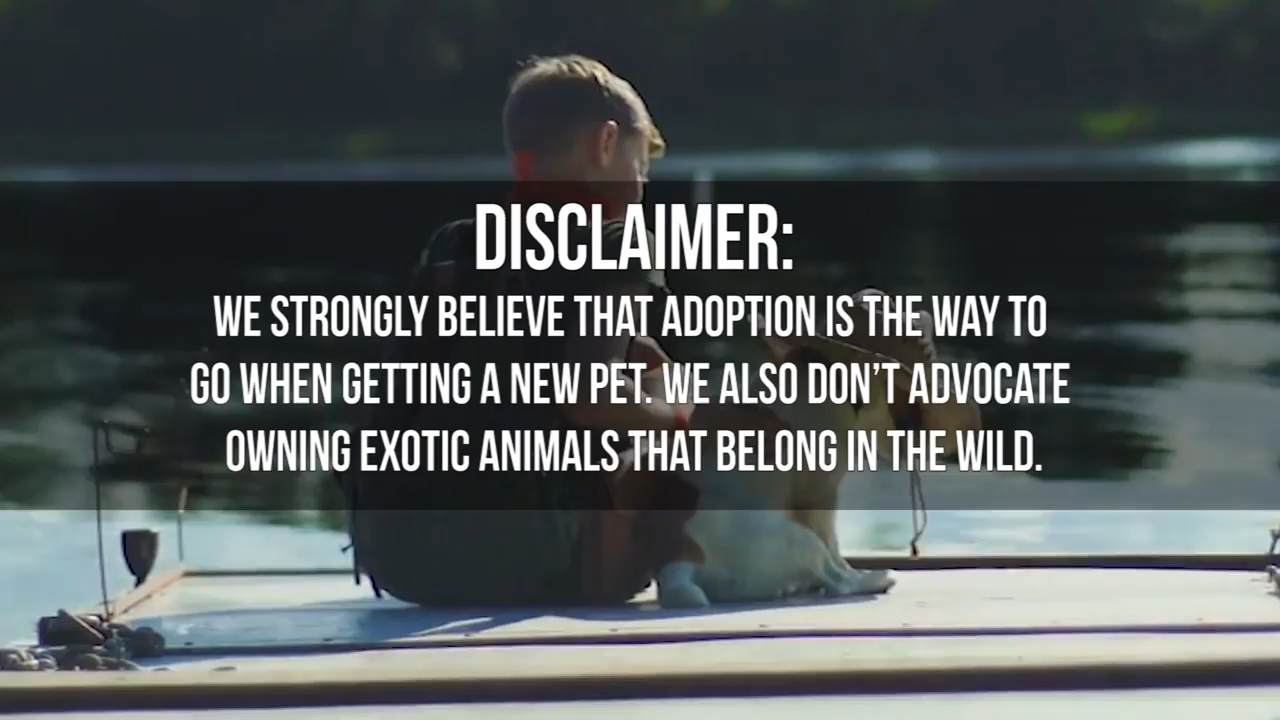 DISCLAIMER:
WE STRONGLY BELIEVE THAT ADOPTION IS THE WAY TO
GO WHEN GETTING A NEW PET. WE ALSO DON’T ADVOCATE
OWNING EXOTIC ANIMALS THAT BELONG IN THE WILD.